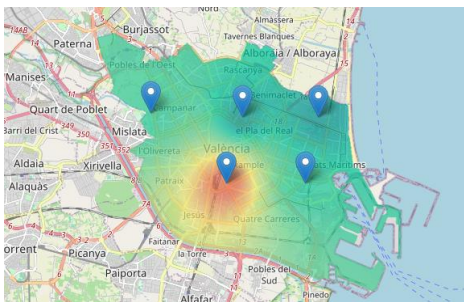 Nord
Almàssera
Burjassot
Tavernes Blanques
Paterna
Alboraia / Alboraya
Pobles de l'Oest
Rascanya
Manises
Campanar
Benimaclet
Quart de Poblet
Mislata
el Pla del Real
Barri del Crist
l'Olivereta
València
Aldaia
Xirivella
Alaquàs
Patraix
Jesús
Quatre Carreres
Faitanar
la Torre
Picanya
Paiporta
Pobles del
Sud
Alfafar
Pinedo